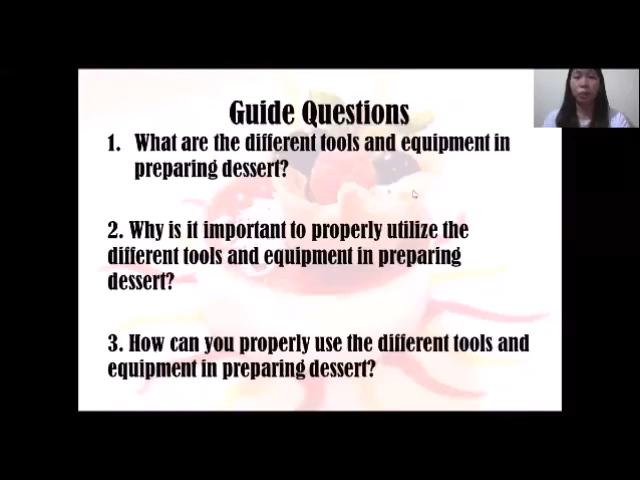 Guide Questions
1. What are the different tools and equipment in
preparing dessert?
2. Why is it important to properly utilize the
different tools and equipment in preparing
dessert?
3. How can you properly use the different tools and
equipment in preparing dessert?